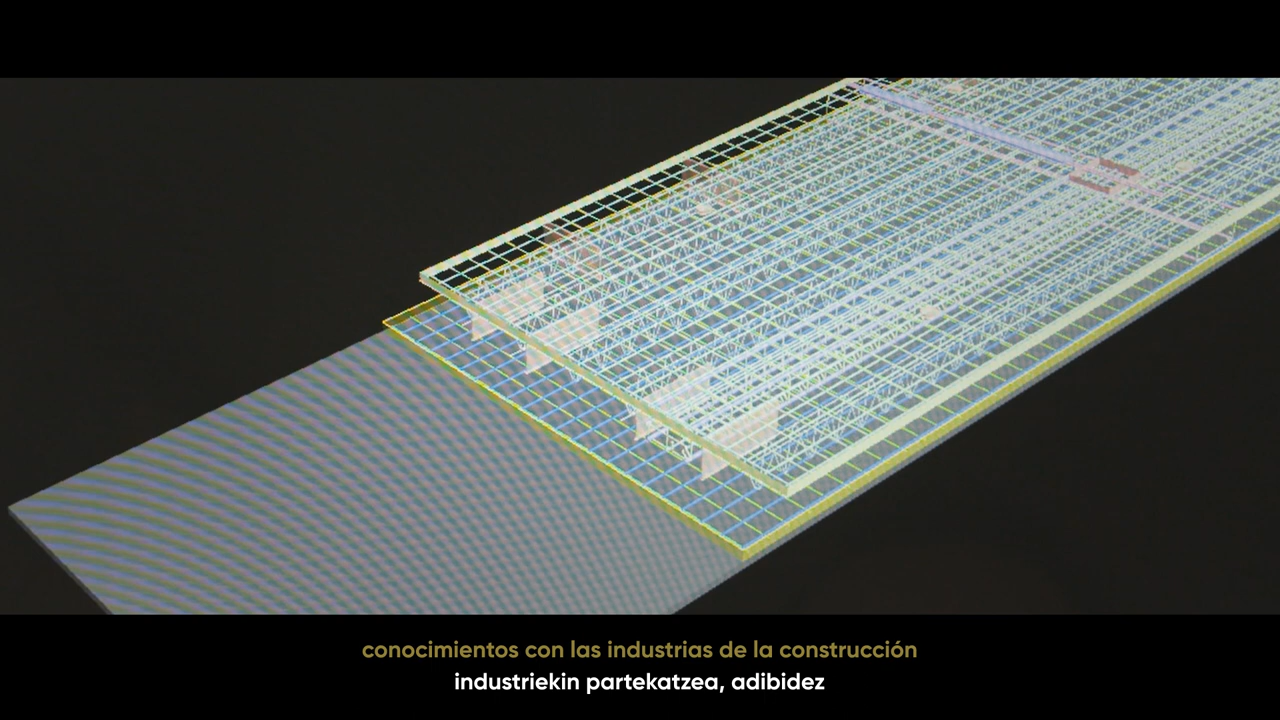 conocimientos con las industrias de la construcción
industriekin partekatzea, adibidez